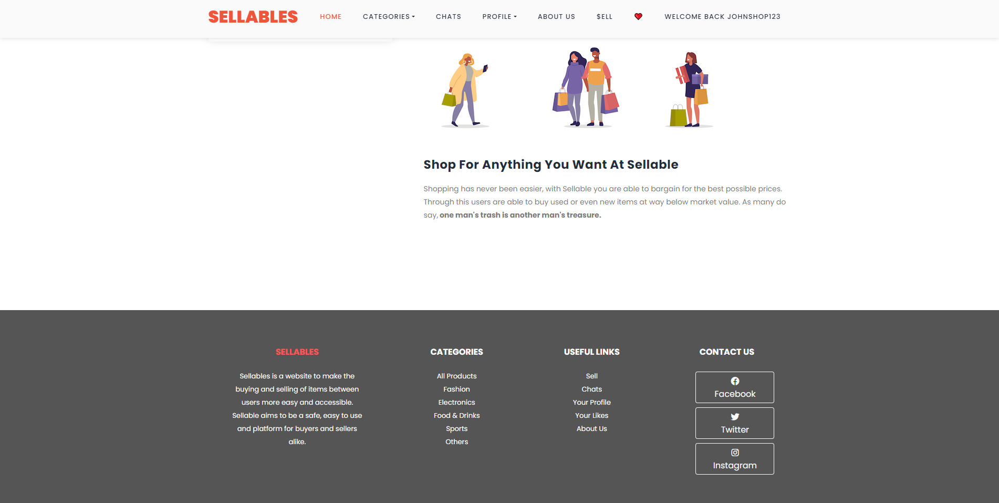 SELLABLES HOME CATEGORIES CHATS PROFILE ABOUT US $ELL WELCOME BACK JOHNSHOP123
Shop For Anything You Want At Sellable
Shopping has never been easier, with Sellable you are able to bargain for the best possible prices.
Through this users are able to buy used or even new items at way below market value. As many do
say, one man's trash is another man's treasure.
SELLABLES
Sellables is a website to make the
buying and selling of items between
users more easy and accessible.
Sellable aims to be a safe, easy to use
and platform for buyers and sellers
alike.
CATEGORIES
All Products
Fashion
Electronics
Food & Drinks
Sports
Others
USEFUL LINKS
Sell
Chats
Your Profile
Your Likes
About Us
CONTACT US
Facebook
Twitter
Instagram